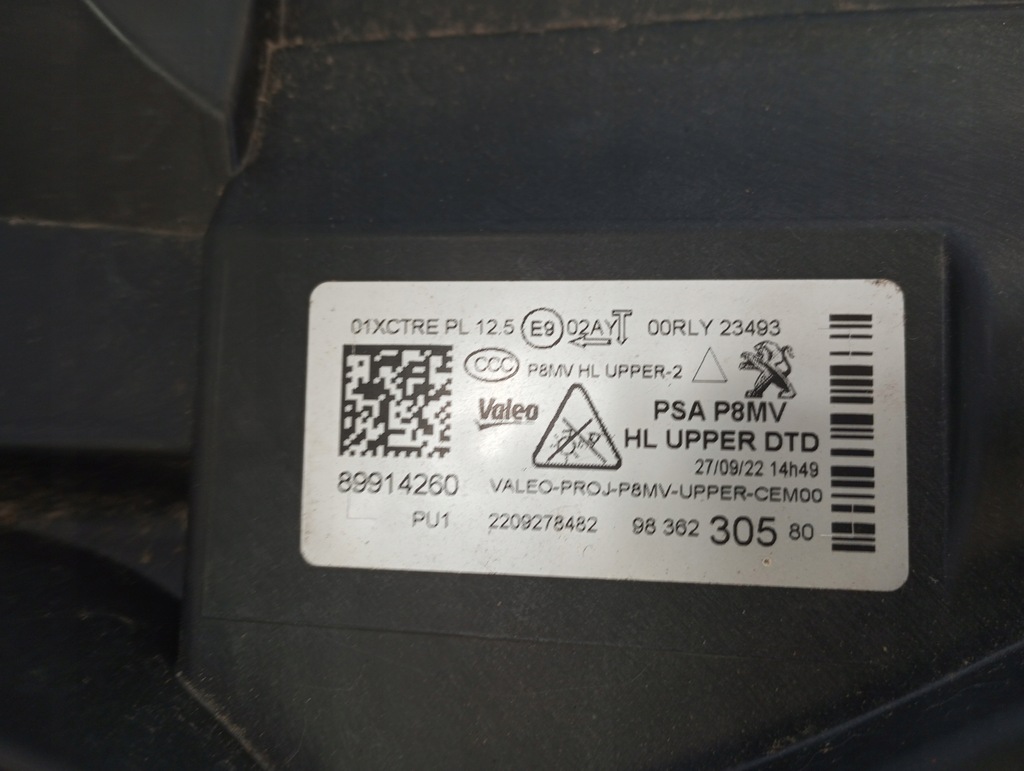 01XCTRE PL 12.5 E9 02AY 00RLY 23493
CCC P8MV HL UPPER-2
Valeo PSA P8MV
HL UPPER DTD
27/09/22 14h49
89914260 VALEO-PROJ-P8MV-UPPER-CEM00
PU1 2209278482 98 362 305 80